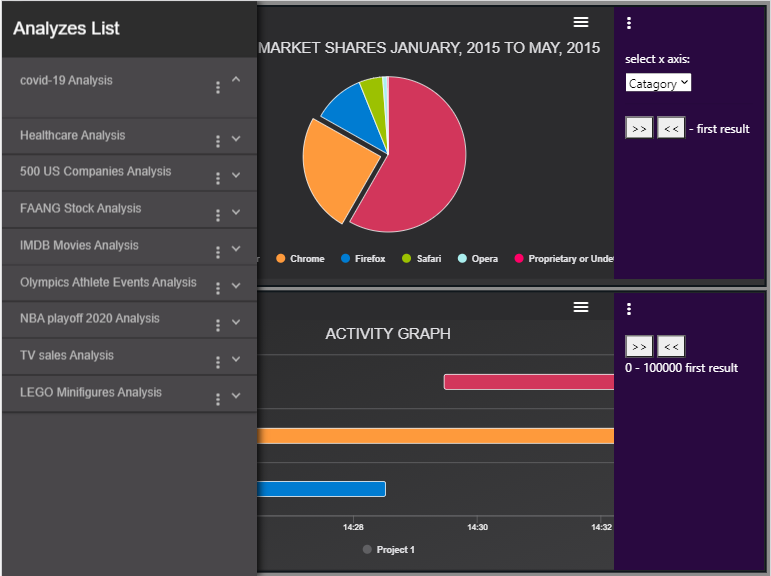 Analyzes List
covid-19 Analysis
Healthcare Analysis
500 US Companies Analysis
FAANG Stock Analysis
IMDB Movies Analysis
Olympics Athlete Events Analysis
NBA playoff 2020 Analysis
TV sales Analysis
LEGO Minifigures Analysis
MARKET SHARES JANUARY, 2015 TO MAY, 2015
Chrome Firefox Safari Opera Proprietary or Unde
select x axis:
Catagory
>> << - first result
ACTIVITY GRAPH
14:28 14:30 14:32
Project 1
>> <<
0 - 100000 first result